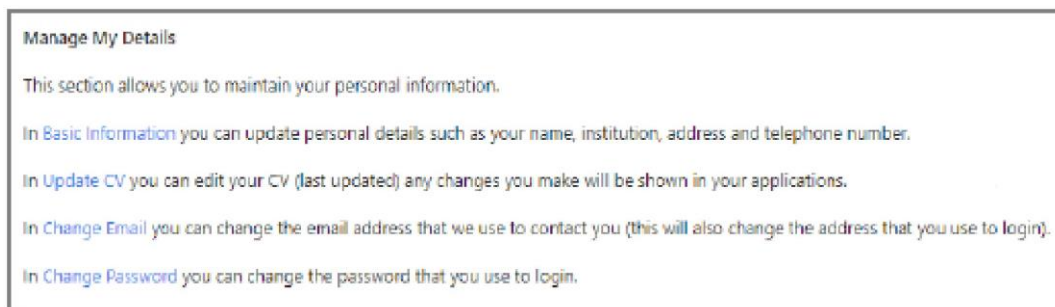 Manage My Details
This section allows you to maintain your personal information.
In Basic Information you can update personal details such as your name, institution, address and telephone number.
In Update CV you can edit your CV (last updated) any changes you make will be shown in your applications.
In Change Email you can change the email address that we use to contact you (this will also change the address that you use to login).
In Change Password you can change the password that you use to login.